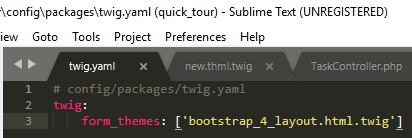 r\config\packages\twig.yaml (quick_tour) - Sublime Text (UNREGISTERED)
iew Goto Tools Project Preferences Help
twig.yaml × new.thml.twig × TaskController.php
1 # config/packages/twig.yaml
2 twig:
3 form_themes: ['bootstrap_4_layout.html.twig']